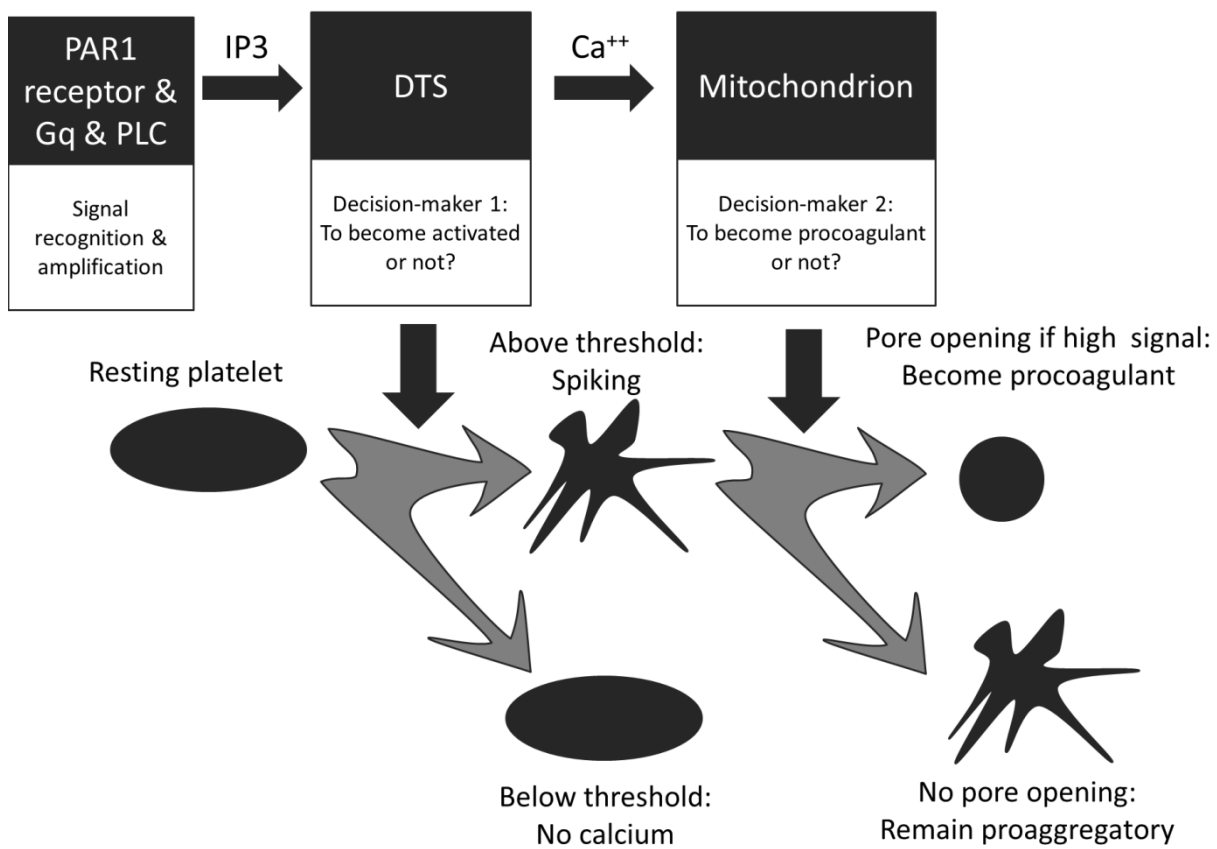 PAR1
receptor &
Gq & PLC
IP3
DTS
Ca++
Mitochondrion
Signal
recognition &
amplification
Decision-maker 1:
To become activated
or not?
Decision-maker 2:
To become procoagulant
or not?
Resting platelet
Above threshold:
Spiking
Pore opening if high signal:
Become procoagulant
Below threshold:
No calcium
No pore opening:
Remain proaggregatory